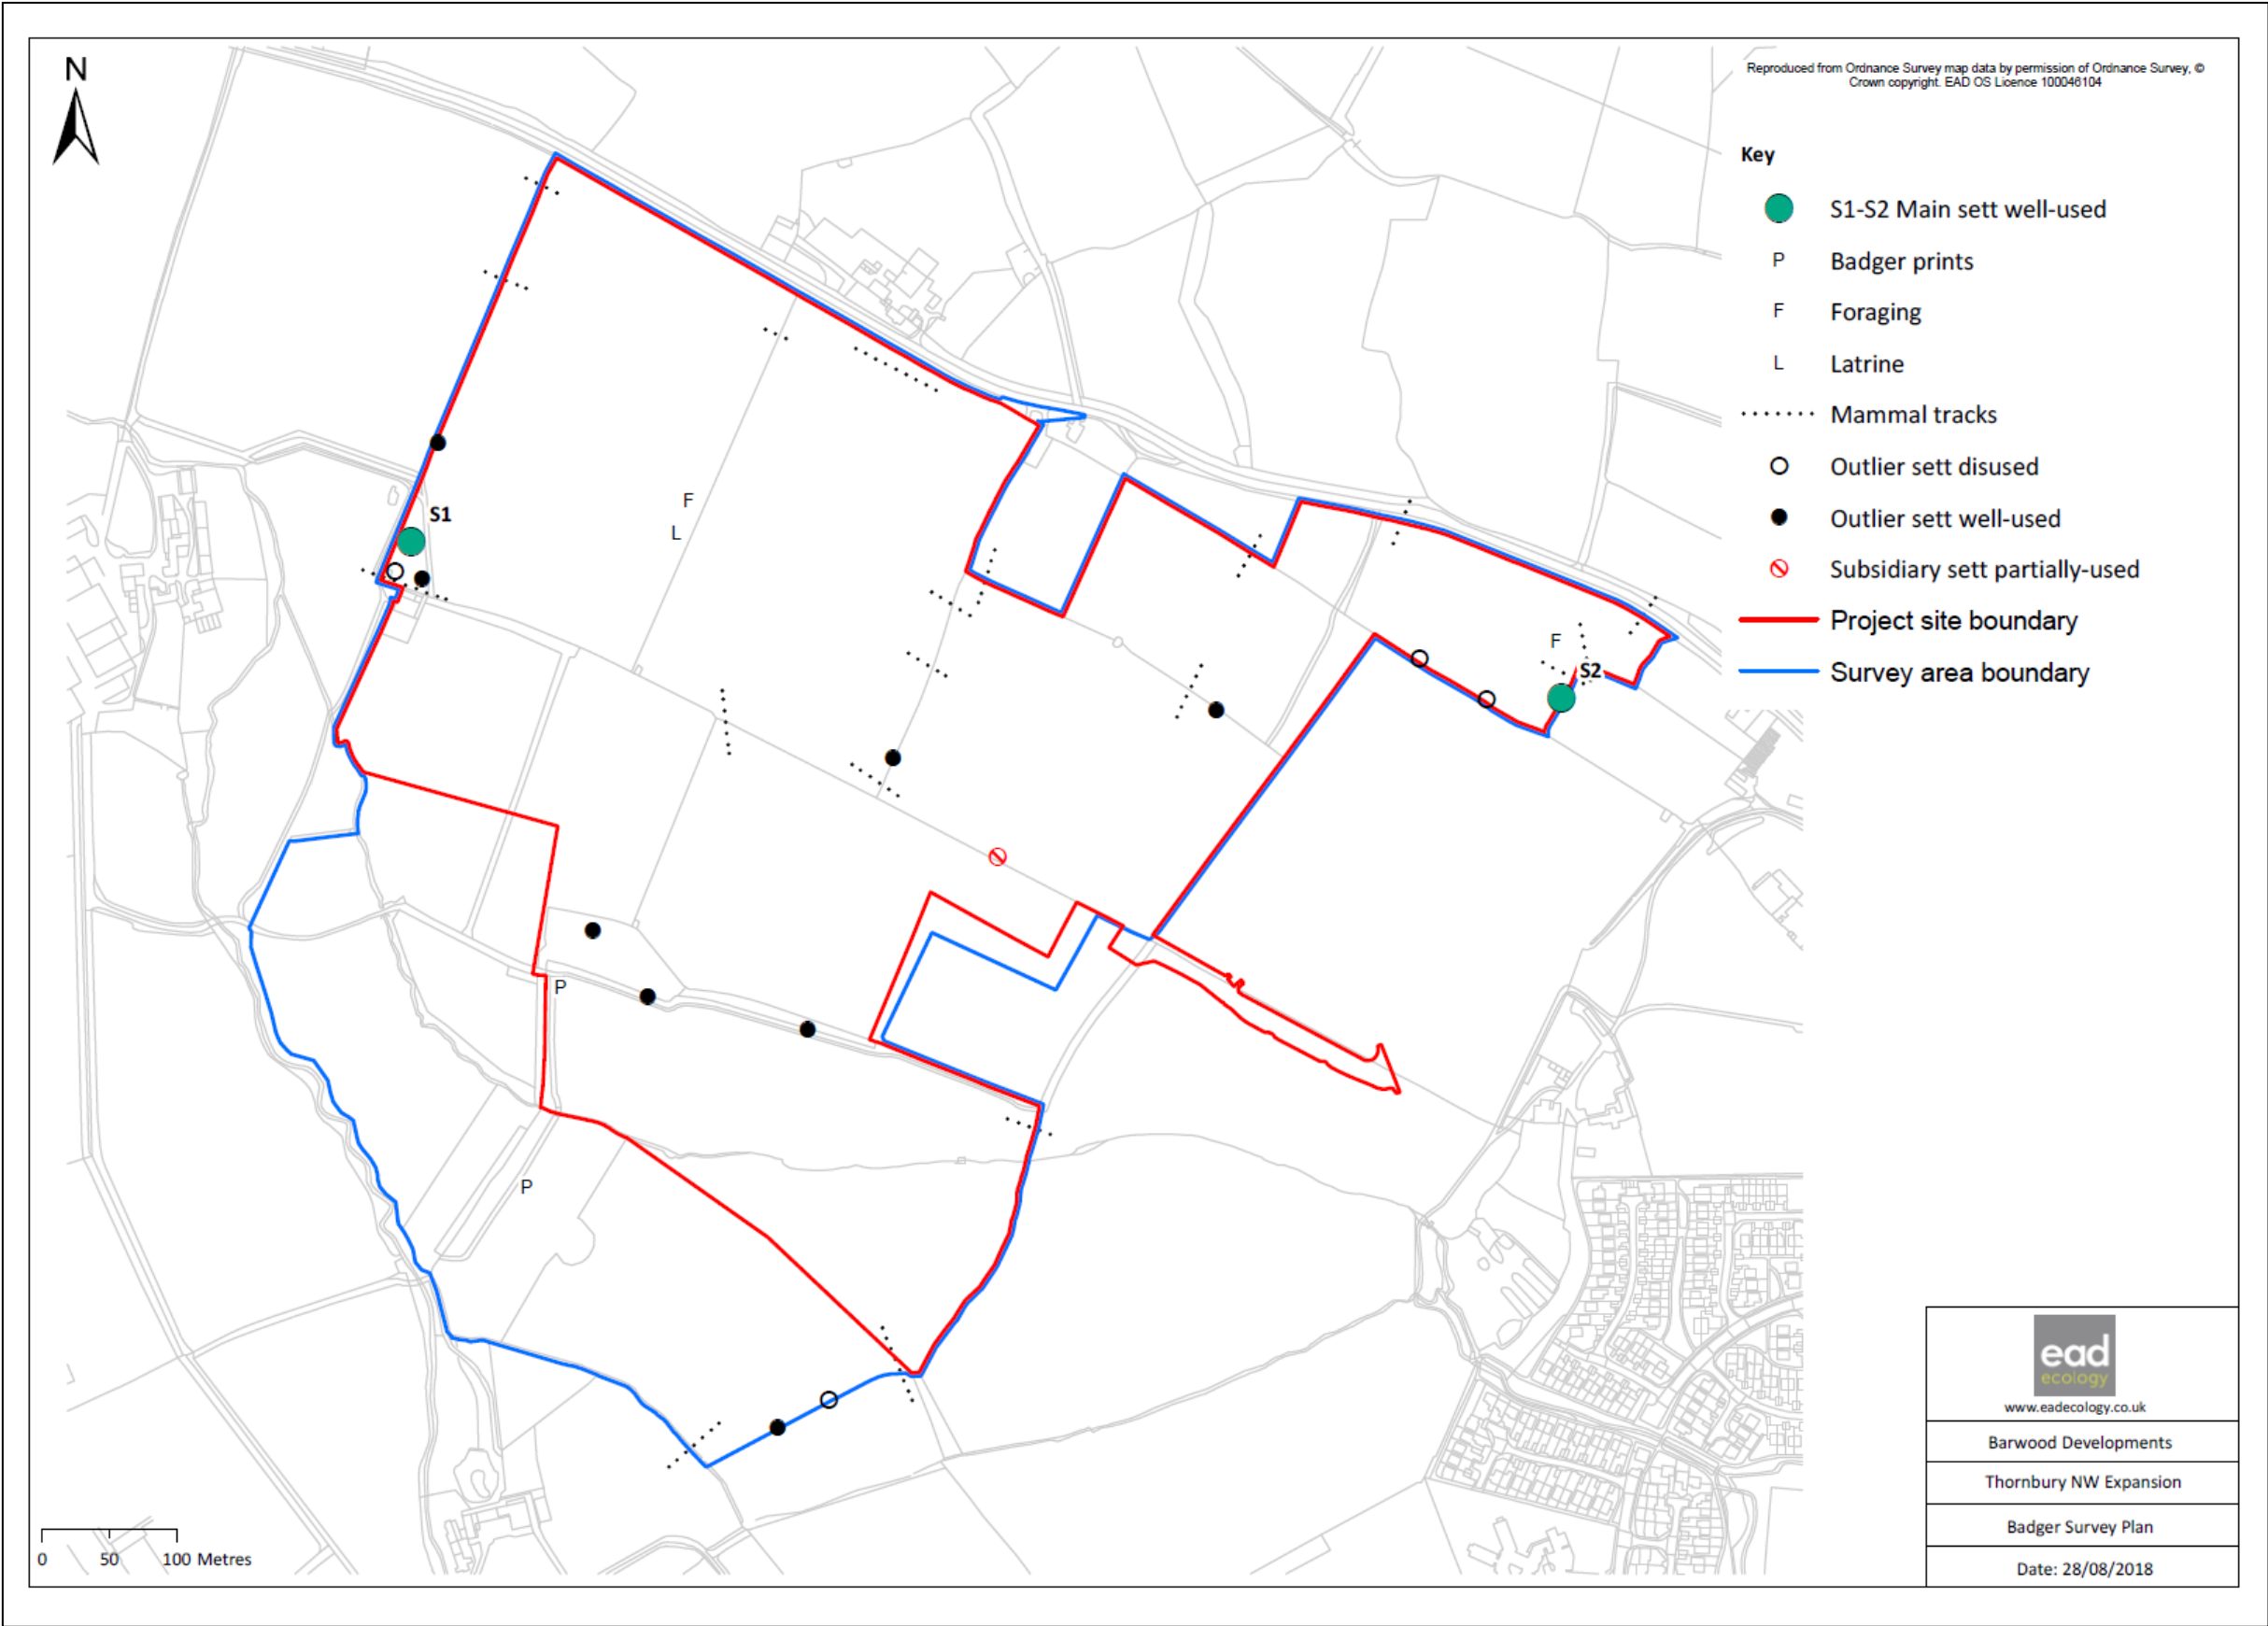 N
Reproduced from Ordnance Survey map data by permission of Ordnance Survey, ©
Crown copyright. EAD OS Licence 100046104
Key
S1-S2 Main sett well-used
P Badger prints
F Foraging
L Latrine
Mammal tracks
Outlier sett disused
Outlier sett well-used
Subsidiary sett partially-used
Project site boundary
Survey area boundary
F
L
S1
F
S2
P
P
0 50 100 Metres
ead
ecology
www.eadecology.co.uk
Barwood Developments
Thornbury NW Expansion
Badger Survey Plan
Date: 28/08/2018